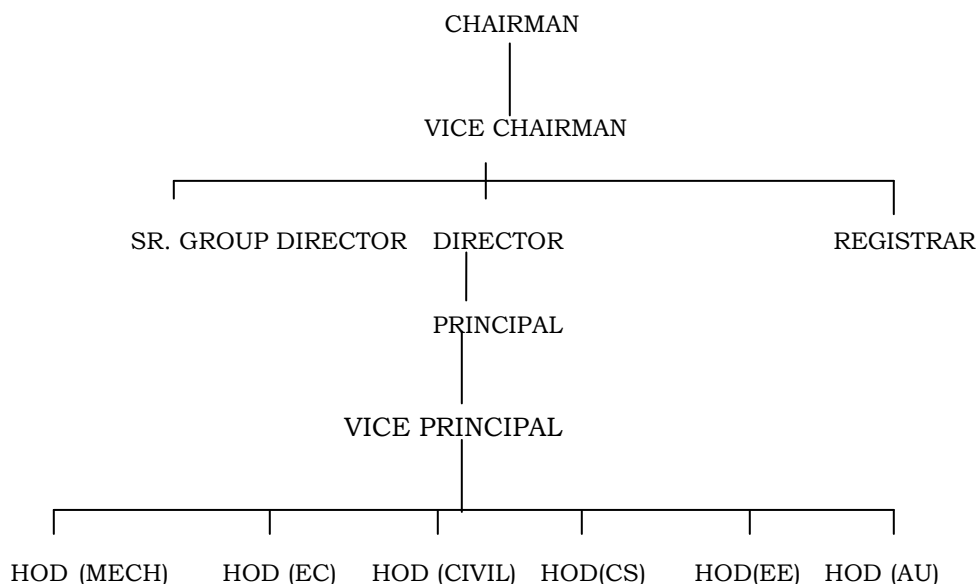 CHAIRMAN
VICE CHAIRMAN
SR. GROUP DIRECTOR DIRECTOR REGISTRAR
PRINCIPAL
VICE PRINCIPAL
HOD (MECH) HOD (EC) HOD (CIVIL) HOD(CS) HOD(EE) HOD (AU)